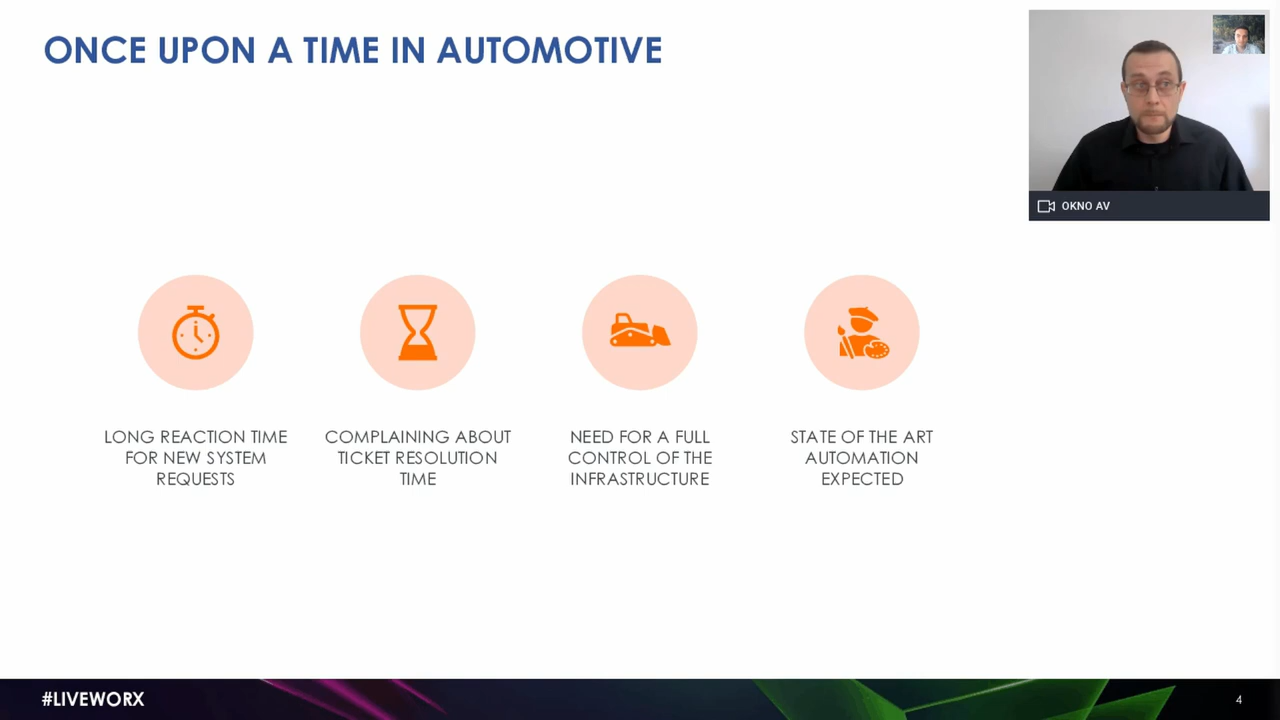 ONCE UPON A TIME IN AUTOMOTIVE
OKNO AV
LONG REACTION TIME
FOR NEW SYSTEM
REQUESTS
COMPLAINING ABOUT
TICKET RESOLUTION
TIME
NEED FOR A FULL
CONTROL OF THE
INFRASTRUCTURE
STATE OF THE ART
AUTOMATION
EXPECTED
#LIVEWORX
4